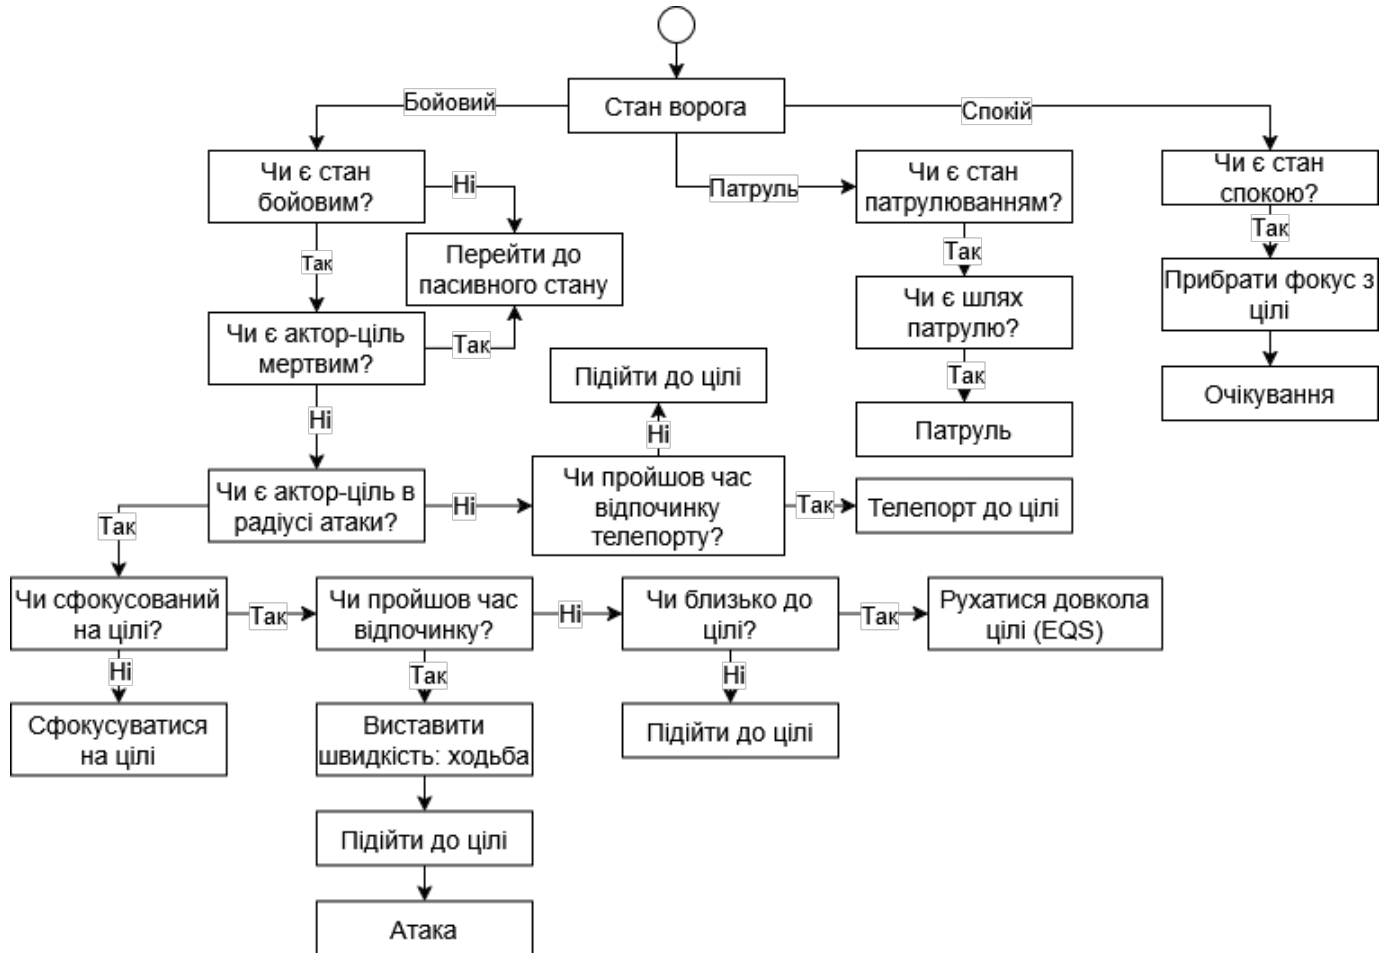 Стан ворога
Бойовий
Спокій
Патруль
Чи є стан
бойовим?
Ні
Так
Перейти до
пасивного стану
Чи є актор-ціль
мертвим?
Так
Ні
Чи є стан
патрулюванням?
Так
Чи є шлях
патрулю?
Так
Патруль
Чи є стан
спокою?
Так
Прибрати фокус з
цілі
Очікування
Підійти до цілі
Ні
Чи є актор-ціль в
радіусі атаки?
Ні
Чи пройшов час
відпочинку
телепорту?
Так
Телепорт до цілі
Так
Чи сфокусований
на цілі?
Так
Ні
Сфокусуватися
на цілі
Чи пройшов час
відпочинку?
Ні
Так
Виставити
швидкість: ходьба
Підійти до цілі
Атака
Чи близько до
цілі?
Так
Ні
Підійти до цілі
Рухатися довкола
цілі (EQS)